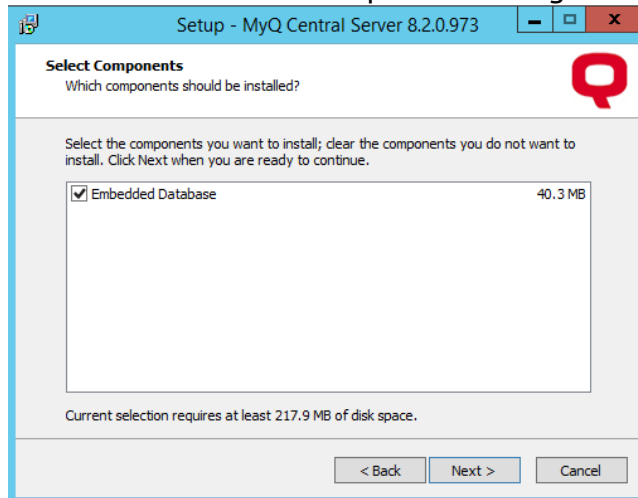 Setup - MyQ Central Server 8.2.0.973
Select Components
Which components should be installed?
Select the components you want to install; clear the components you do not want to
install. Click Next when you are ready to continue.
Embedded Database 40.3 MB
Current selection requires at least 217.9 MB of disk space.
< Back Next > Cancel